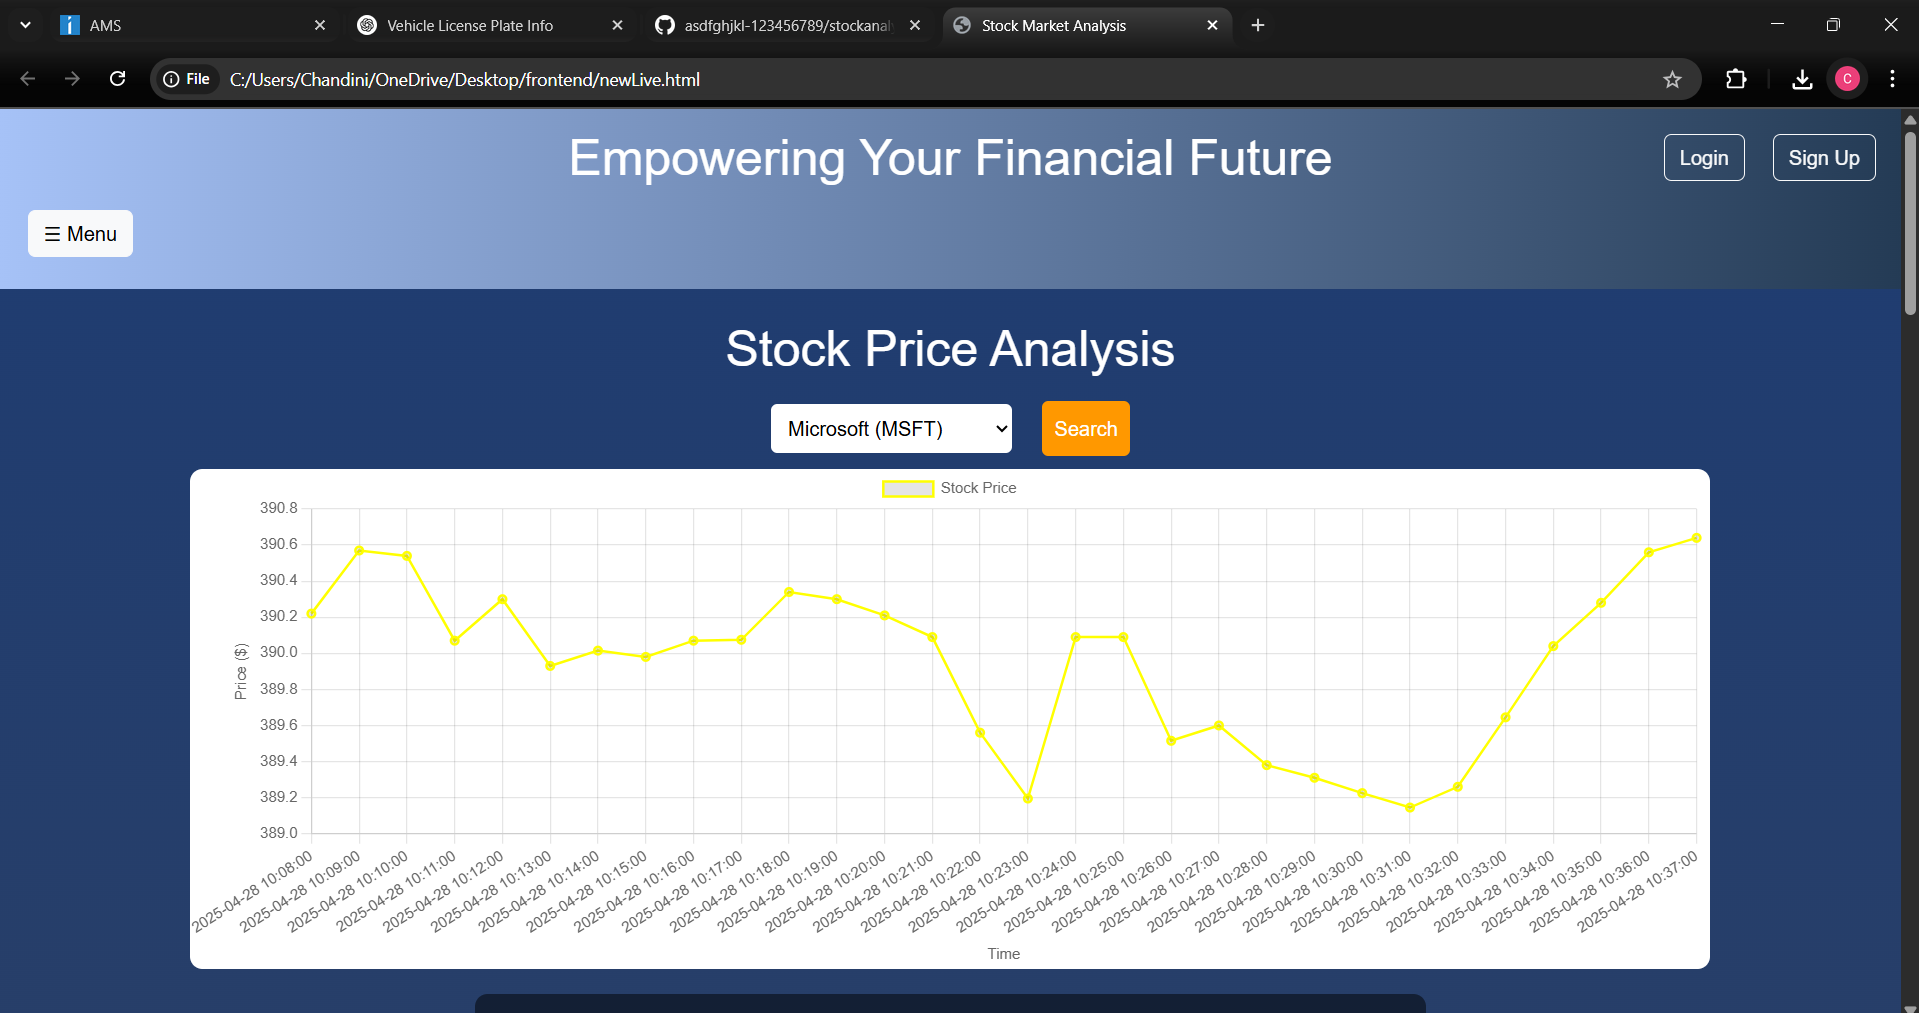 AMS
Vehicle License Plate Info
asdfghjkl-123456789/stockanaly
Stock Market Analysis
File
C:/Users/Chandini/OneDrive/Desktop/frontend/newLive.html
C
Empowering Your Financial Future
Login
Sign Up
☰ Menu
Stock Price Analysis
Microsoft (MSFT)
Search
Stock Price
390.8
390.6
390.4
390.2
390.0
389.8
389.6
389.4
389.2
389.0
Price ($)
2025-04-28 10:08:00
2025-04-28 10:09:00
2025-04-28 10:10:00
2025-04-28 10:11:00
2025-04-28 10:12:00
2025-04-28 10:13:00
2025-04-28 10:14:00
2025-04-28 10:15:00
2025-04-28 10:16:00
2025-04-28 10:17:00
2025-04-28 10:18:00
2025-04-28 10:19:00
2025-04-28 10:20:00
2025-04-28 10:21:00
2025-04-28 10:22:00
2025-04-28 10:23:00
2025-04-28 10:24:00
2025-04-28 10:25:00
2025-04-28 10:26:00
2025-04-28 10:27:00
2025-04-28 10:28:00
2025-04-28 10:29:00
2025-04-28 10:30:00
2025-04-28 10:31:00
2025-04-28 10:32:00
2025-04-28 10:33:00
2025-04-28 10:34:00
2025-04-28 10:35:00
2025-04-28 10:36:00
2025-04-28 10:37:00
Time